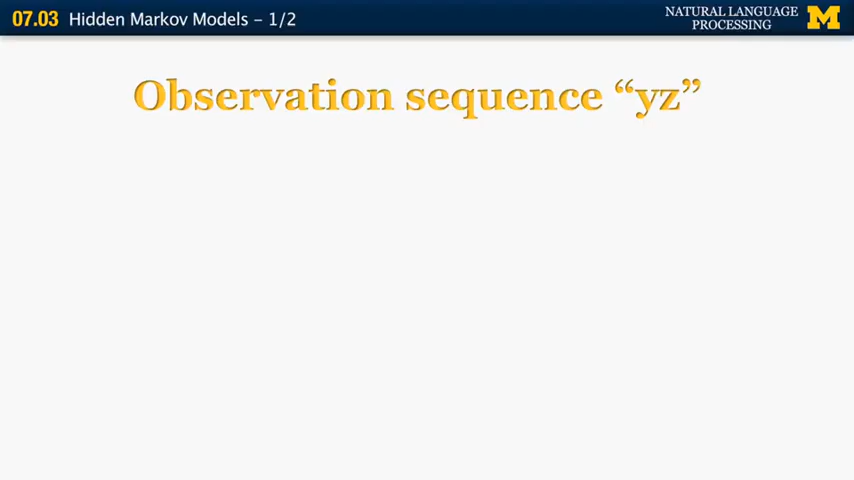 07.03 Hidden Markov Models – 1/2
NATURAL LANGUAGE
PROCESSING
M
Observation sequence “yz”